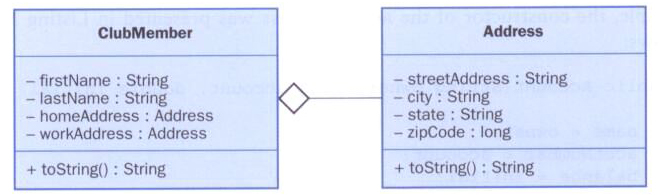 ClubMember
– firstName : String
– lastName : String
– homeAddress : Address
– workAddress : Address
+ toString() : String
Address
– streetAddress : String
– city : String
– state : String
– zipCode : long
+ toString() : String